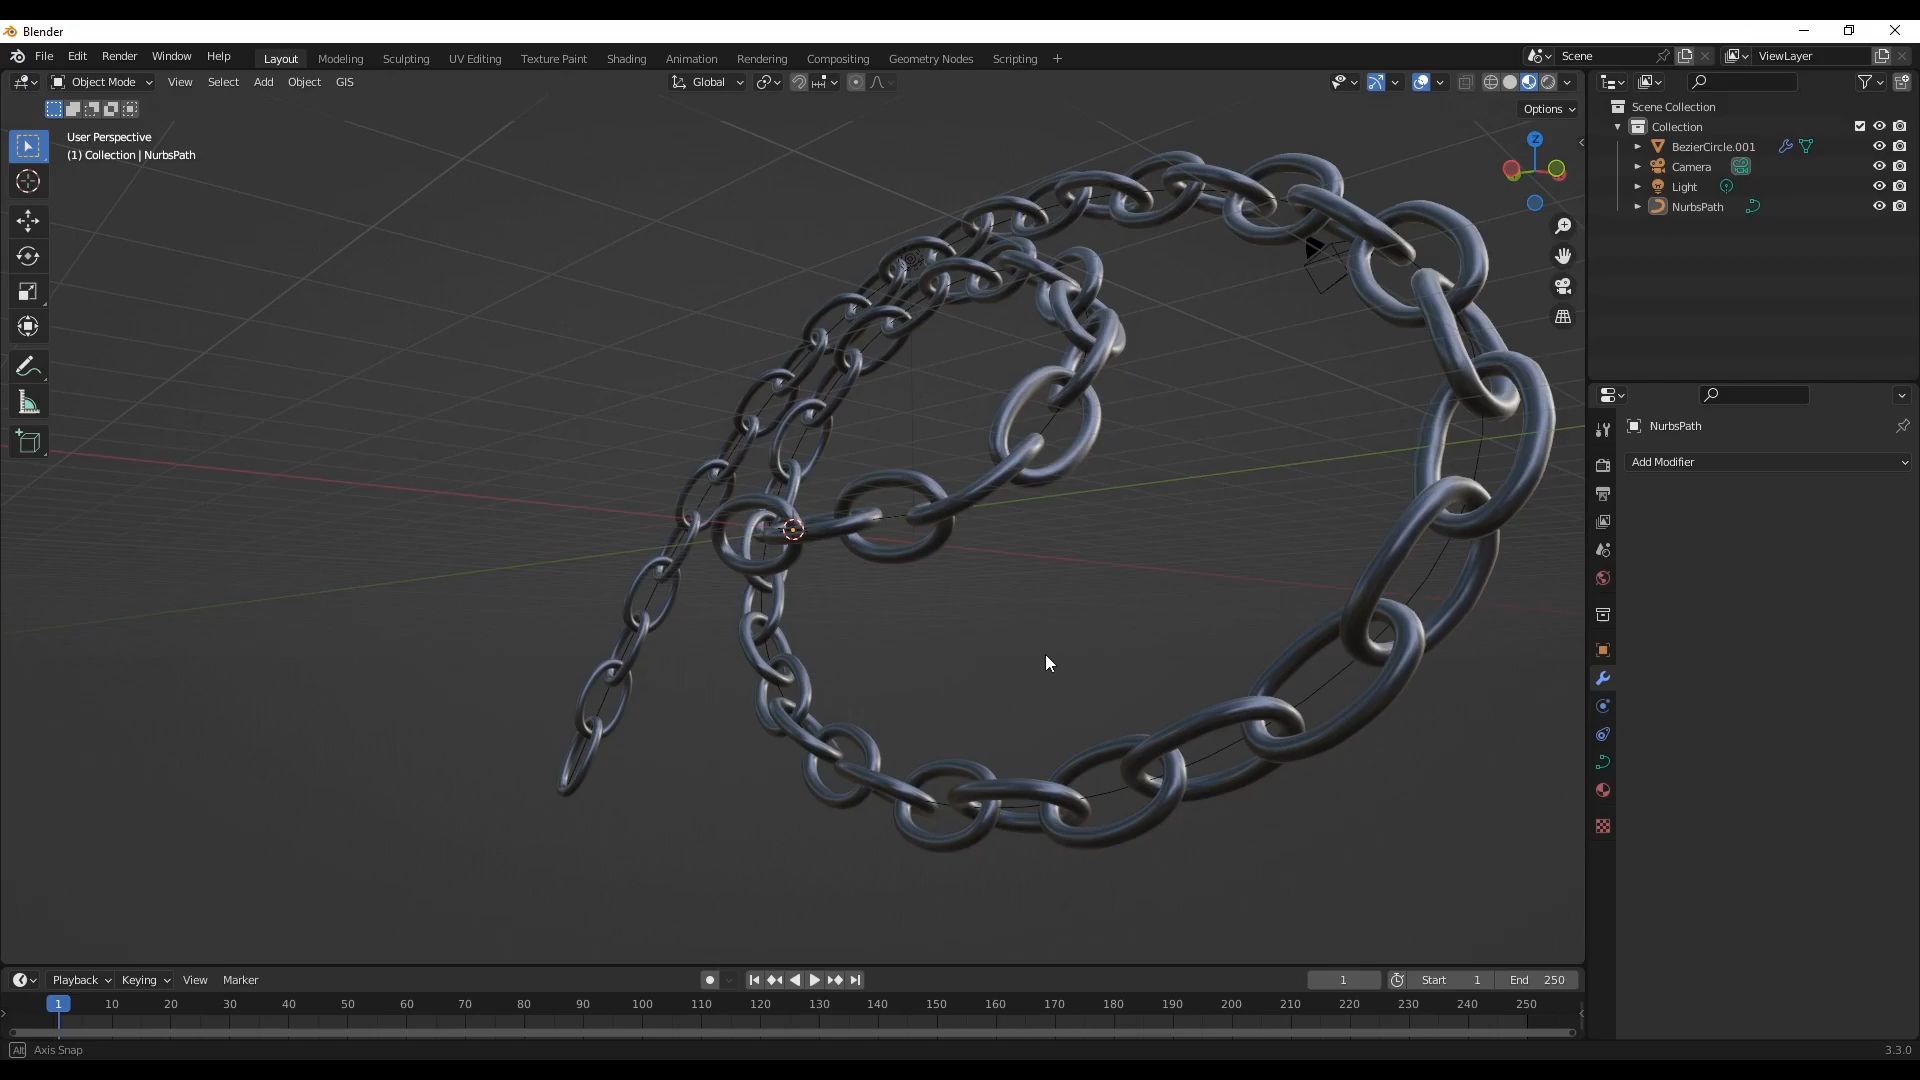 Blender
File Edit Render Window Help Layout Modeling Sculpting UV Editing Texture Paint Shading Animation Rendering Compositing Geometry Nodes Scripting + Scene ViewLayer
Object Mode View Select Add Object GIS Global
Options
User Perspective
(1) Collection | NurbsPath
Z
Scene Collection
Collection
BezierCircle.001
Camera
Light
NurbsPath
NurbsPath
Add Modifier
Playback Keying View Marker 1 Start 1 End 250
1 10 20 30 40 50 60 70 80 90 100 110 120 130 140 150 160 170 180 190 200 210 220 230 240 250
Alt Axis Snap 3.3.0